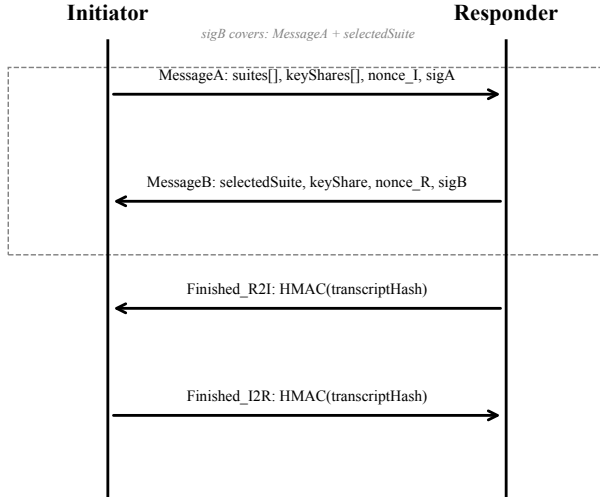 Initiator
Responder
sigB covers: MessageA + selectedSuite
MessageA: suites[], keyShares[], nonce_I, sigA
MessageB: selectedSuite, keyShare, nonce_R, sigB
Finished_R2I: HMAC(transcriptHash)
Finished_I2R: HMAC(transcriptHash)